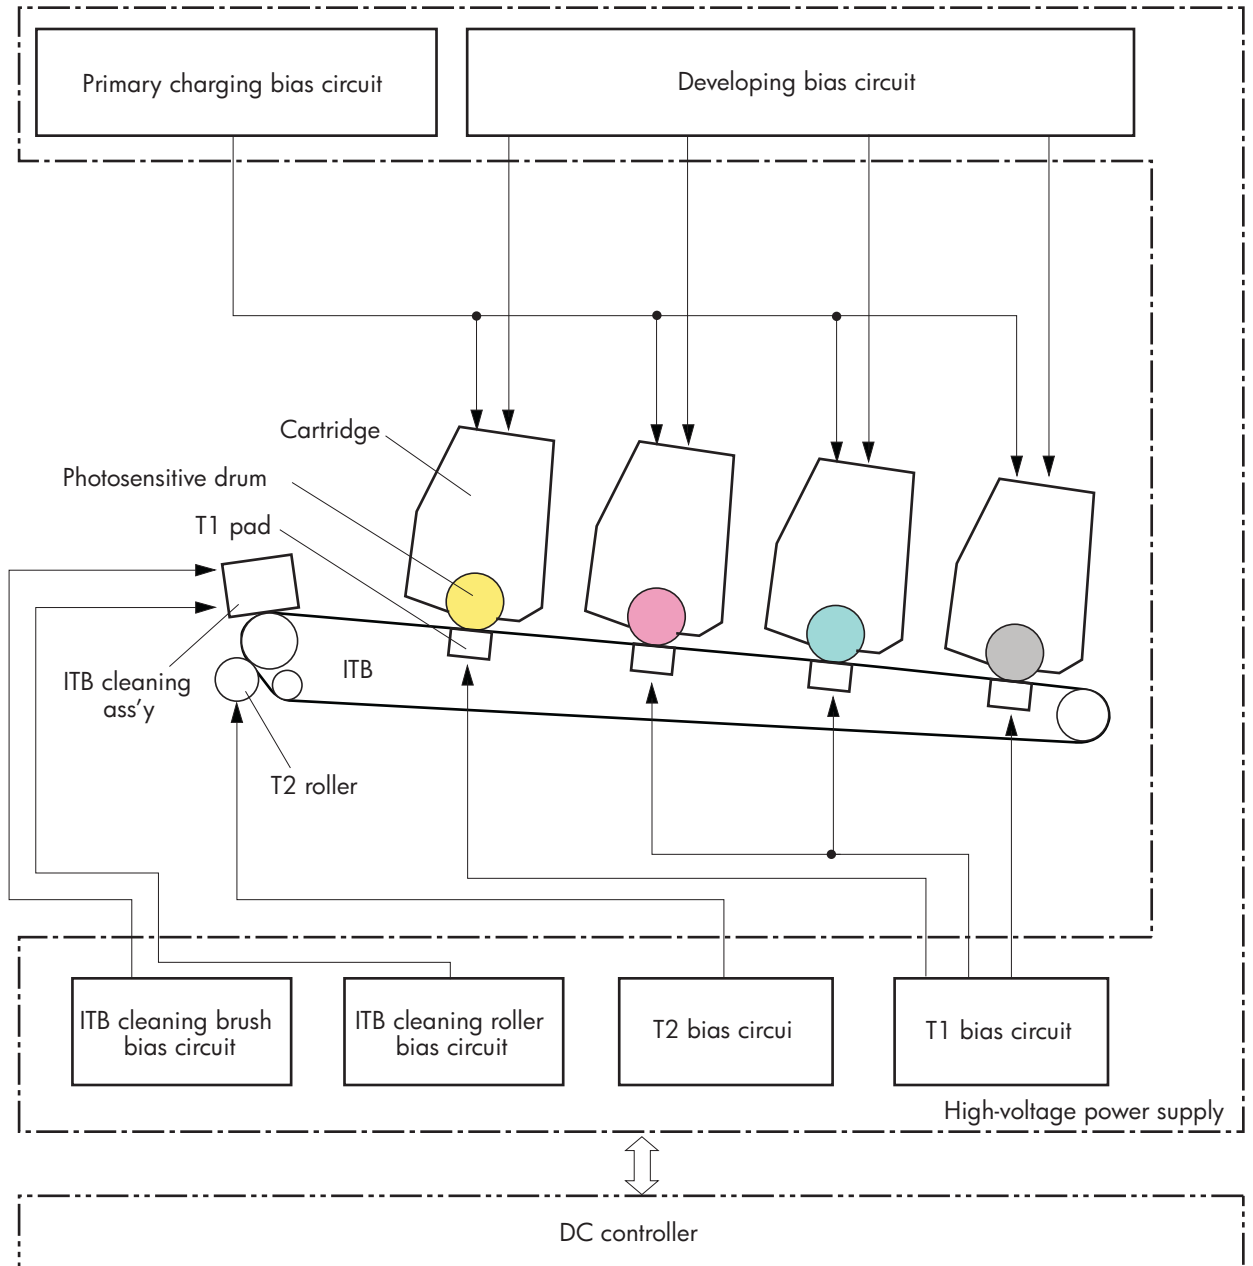 Primary charging bias circuit
Developing bias circuit
Cartridge
Photosensitive drum
T1 pad
ITB cleaning
ass'y
ITB
T2 roller
ITB cleaning brush
bias circuit
ITB cleaning roller
bias circuit
T2 bias circui
T1 bias circuit
High-voltage power supply
DC controller